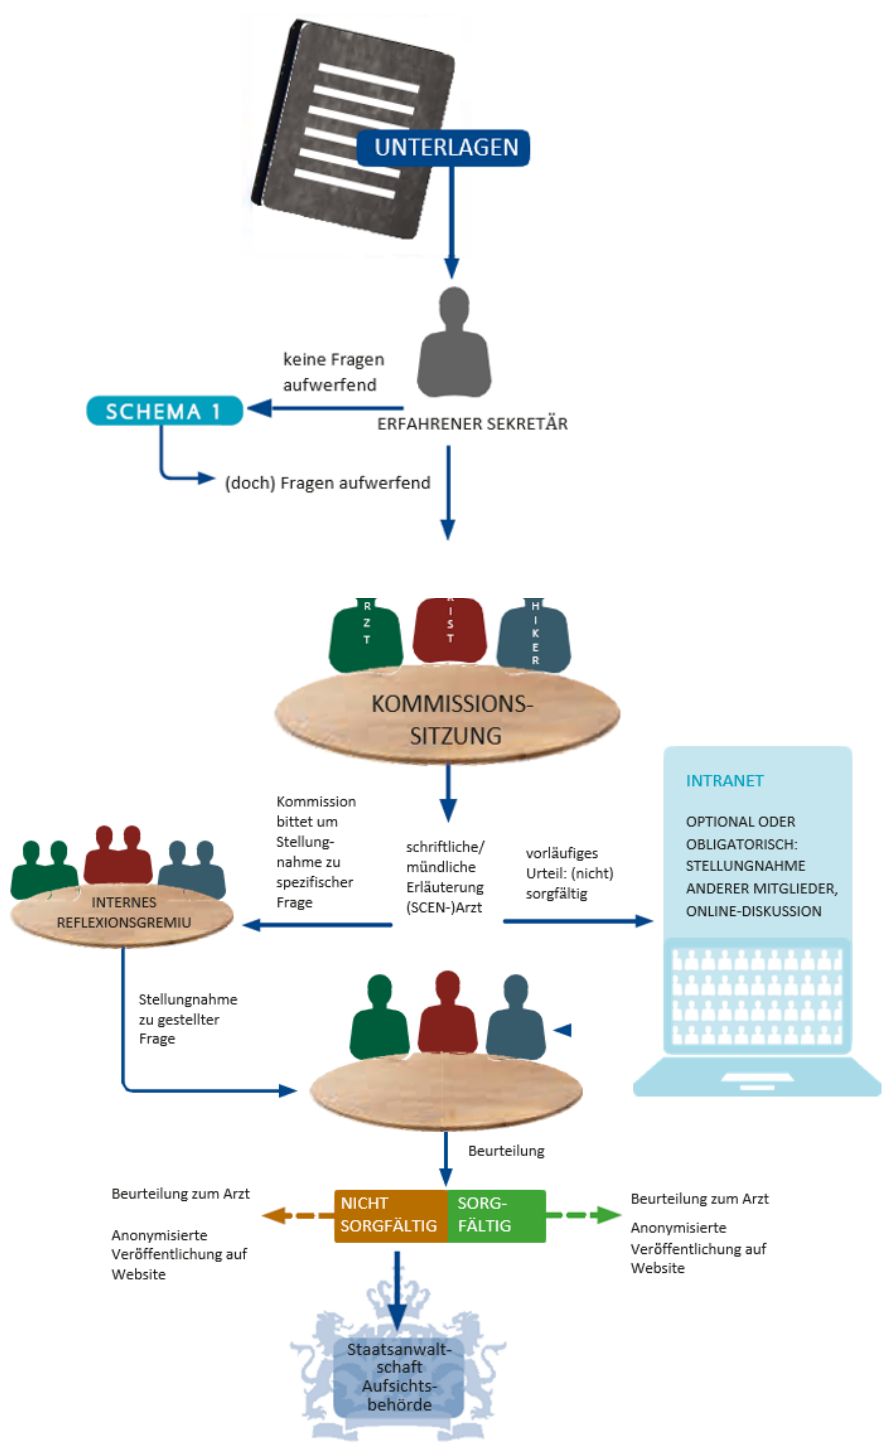 UNTERLAGEN
keine Fragen
aufwerfend
SCHEMA 1
ERFAHRENER SEKRETÄR
(doch) Fragen aufwerfend
RZT
IST
HIKER
KOMMISSIONS-
SITZUNG
Kommission
bittet um
Stellung-
nahme zu
spezifischer
Frage
schriftliche/
mündliche
Erläuterung
(SCEN-)Arzt
vorläufiges
Urteil: (nicht)
sorgfältig
INTRANET
OPTIONAL ODER
OBLIGATORISCH:
STELLUNGNAHME
ANDERER MITGLIEDER,
ONLINE-DISKUSSION
INTERNES
REFLEXIONSGREMIU
Stellungnahme
zu gestellter
Frage
Beurteilung
Beurteilung zum Arzt
Anonymisierte
Veröffentlichung auf
Website
NICHT
SORGFÄLTIG
SORG-
FÄLTIG
Beurteilung zum Arzt
Anonymisierte
Veröffentlichung auf
Website
Staatsanwalt-
schaft
Aufsichts-
behörde